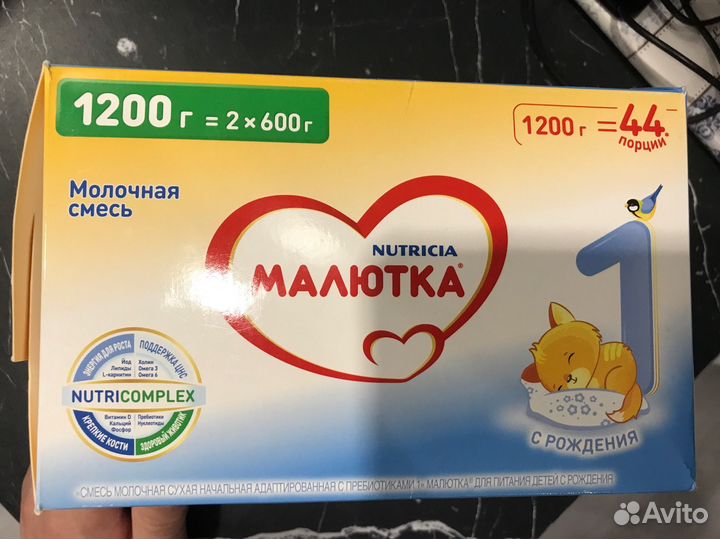 1200 г = 2×600 г
1200 г = 44* порции
Молочная
смесь
NUTRICIA
МАЛЮТКА®
1
ЭНЕРГИЯ ДЛЯ РОСТА
ПОДДЕРЖКА ЦНС
Йод
Липиды
L-карнитин
Холин
Омега 3
Омега 6
NUTRICOMPLEX
Витамин D
Кальций
Фосфор
Пребиотики
Нуклеотиды
КРЕПКИЕ КОСТИ
ЗДОРОВЫЙ ЖИВОТИК
С РОЖДЕНИЯ
«СМЕСЬ МОЛОЧНАЯ СУХАЯ НАЧАЛЬНАЯ АДАПТИРОВАННАЯ С ПРЕБИОТИКАМИ 1» МАЛЮТКА® ДЛЯ ПИТАНИЯ ДЕТЕЙ С РОЖДЕНИЯ
Avito